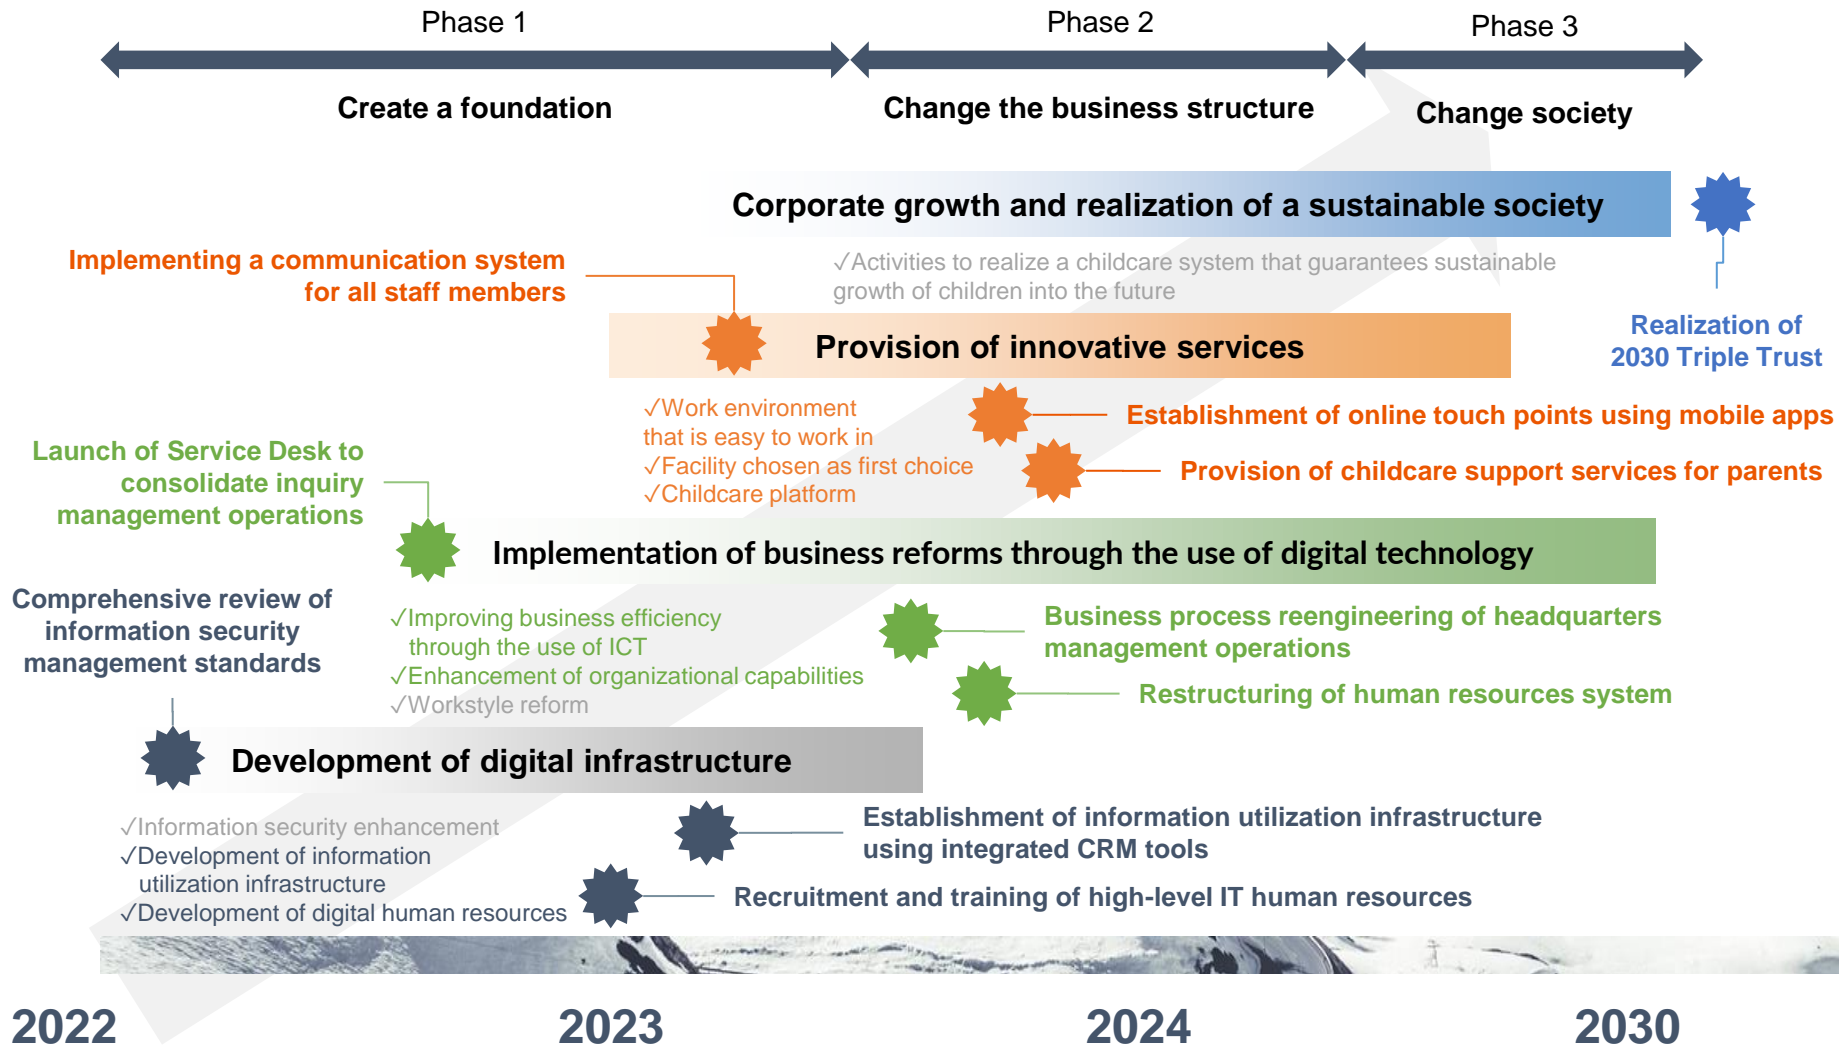 Phase 1
Phase 2
Phase 3
Create a foundation
Change the business structure
Change society
Corporate growth and realization of a sustainable society
✓Activities to realize a childcare system that guarantees sustainable
growth of children into the future
Implementing a communication system
for all staff members
Realization of
2030 Triple Trust
Provision of innovative services
✓Work environment
that is easy to work in
✓Facility chosen as first choice
✓Childcare platform
Establishment of online touch points using mobile apps
Provision of childcare support services for parents
Launch of Service Desk to
consolidate inquiry
management operations
Implementation of business reforms through the use of digital technology
Comprehensive review of
information security
management standards
✓Improving business efficiency
through the use of ICT
✓Enhancement of organizational capabilities
✓Workstyle reform
Business process reengineering of headquarters
management operations
Restructuring of human resources system
Development of digital infrastructure
✓Information security enhancement
✓Development of information
utilization infrastructure
✓Development of digital human resources
Establishment of information utilization infrastructure
using integrated CRM tools
Recruitment and training of high-level IT human resources
2022
2023
2024
2030